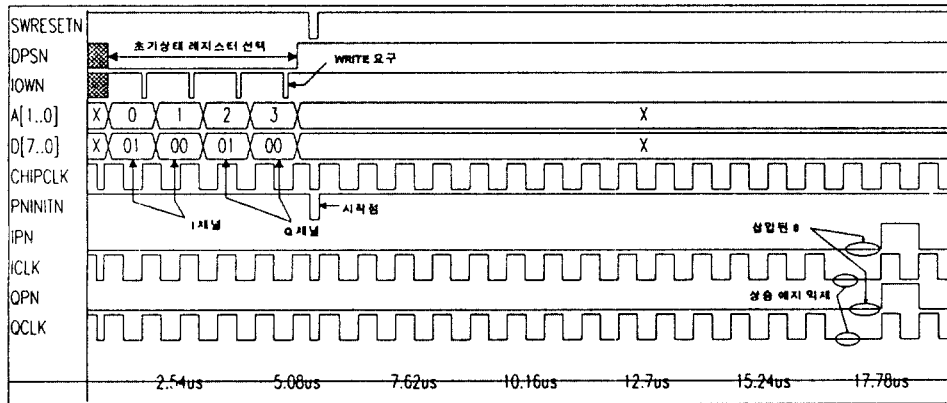 SWRESETN
DPSN 초기상태 레지스터 선택
IOWN WRITE 요구
A[1..0] X 0 1 2 3 X
D[7..0] X 01 00 01 00 X
CHIPCLK
PNINITN 시작점
I 채널 Q 채널 삽입된 0
IPN
ICLK
QPN 상승 에지 억제
QCLK
2.54us 5.08us 7.62us 10.16us 12.7us 15.24us 17.78us